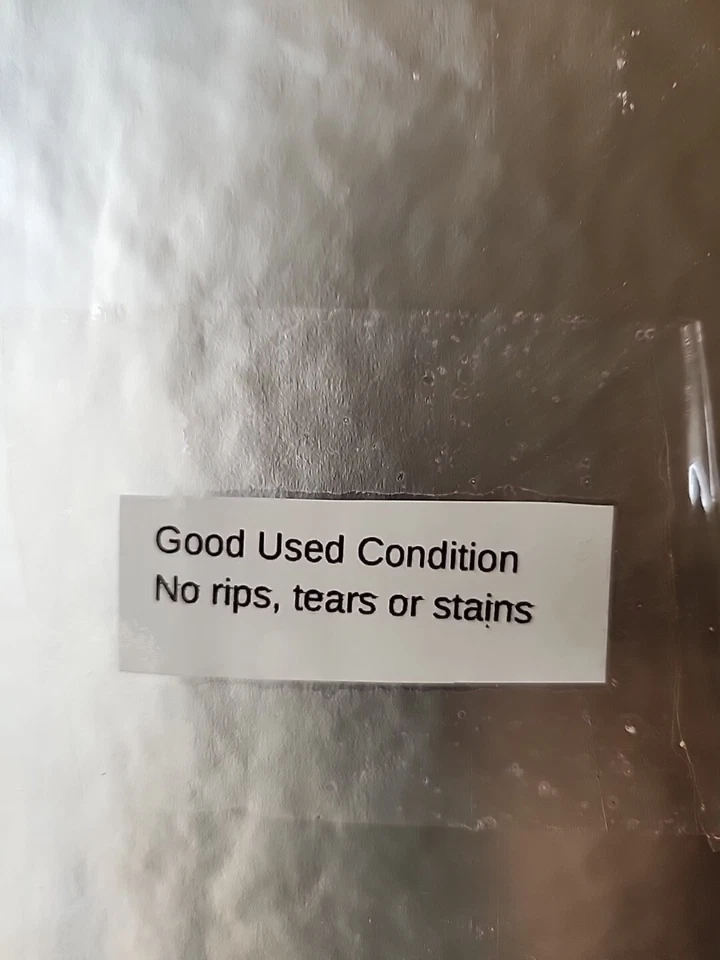 Good Used Condition
No rips, tears or stains